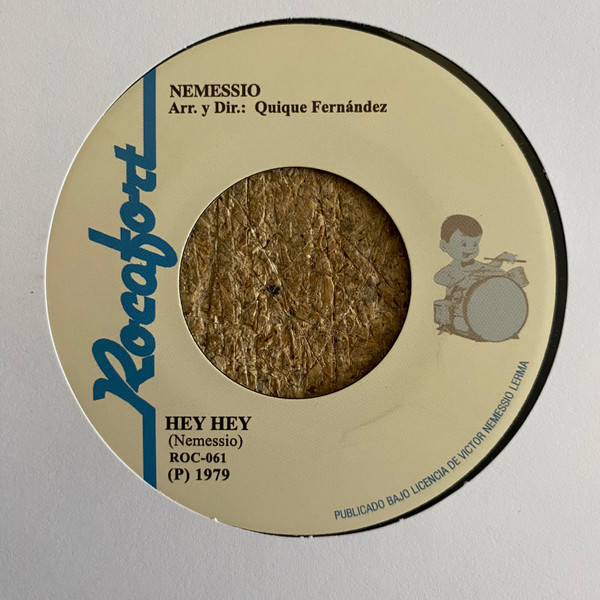 Rocafort
NEMESSIO
Arr. y Dir.: Quique Fernández
HEY HEY
(Nemessio)
ROC-061
(P) 1979
PUBLICADO BAJO LICENCIA DE VICTOR NEMESSIO LERMA